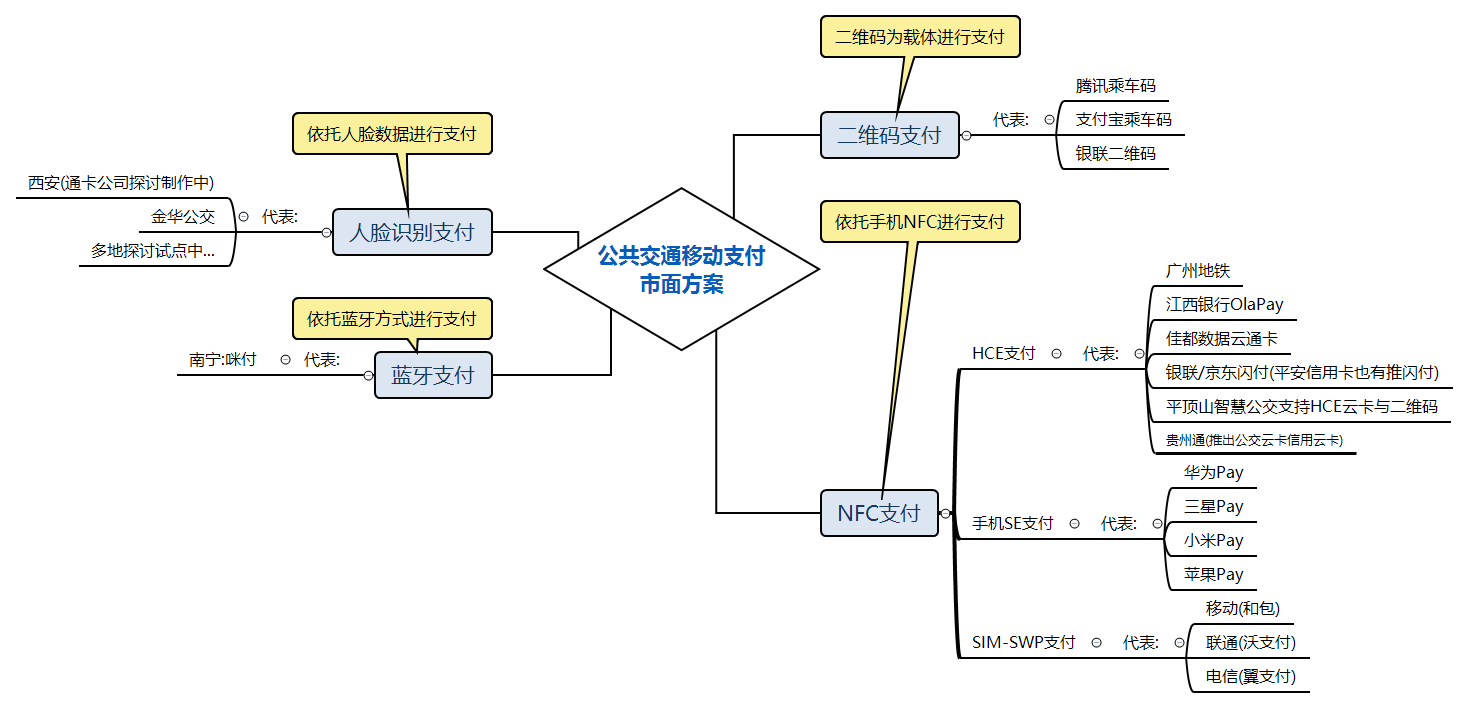 公共交通移动支付
市面方案
二维码为载体进行支付
二维码支付
代表:
腾讯乘车码
支付宝乘车码
银联二维码
依托手机NFC进行支付
NFC支付
HCE支付
代表:
广州地铁
江西银行OlaPay
佳都数据云通卡
银联/京东闪付(平安信用卡也有推闪付)
平顶山智慧公交支持HCE云卡与二维码
贵州通(推出公交云卡信用云卡)
手机SE支付
代表:
华为Pay
三星Pay
小米Pay
苹果Pay
SIM-SWP支付
代表:
移动(和包)
联通(沃支付)
电信(翼支付)
依托人脸数据进行支付
人脸识别支付
代表:
西安(通卡公司探讨制作中)
金华公交
多地探讨试点中...
依托蓝牙方式进行支付
蓝牙支付
代表:
南宁:咪付